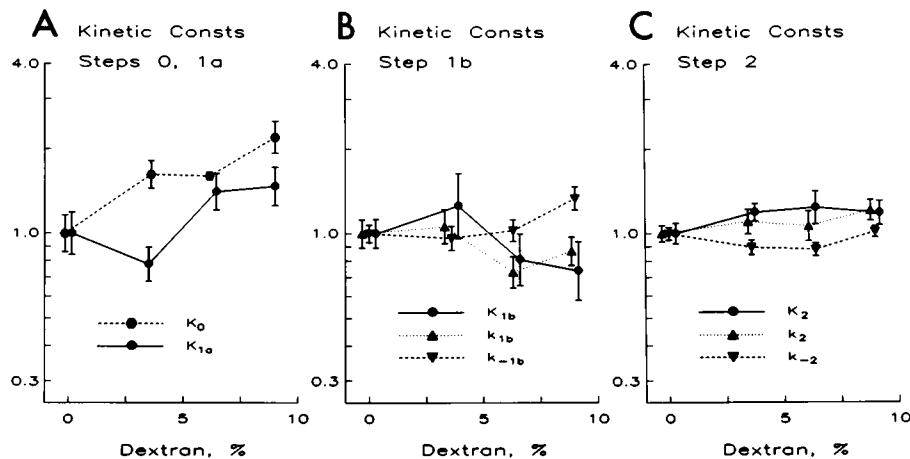 A Kinetic Consts
Steps 0, 1a
4.0
1.0
0.3
K0
K1a
0 5 10
Dextran, %
B Kinetic Consts
Step 1b
4.0
1.0
0.3
K1b
k1b
k−1b
0 5 10
Dextran, %
C Kinetic Consts
Step 2
4.0
1.0
0.3
K2
k2
k−2
0 5 10
Dextran, %